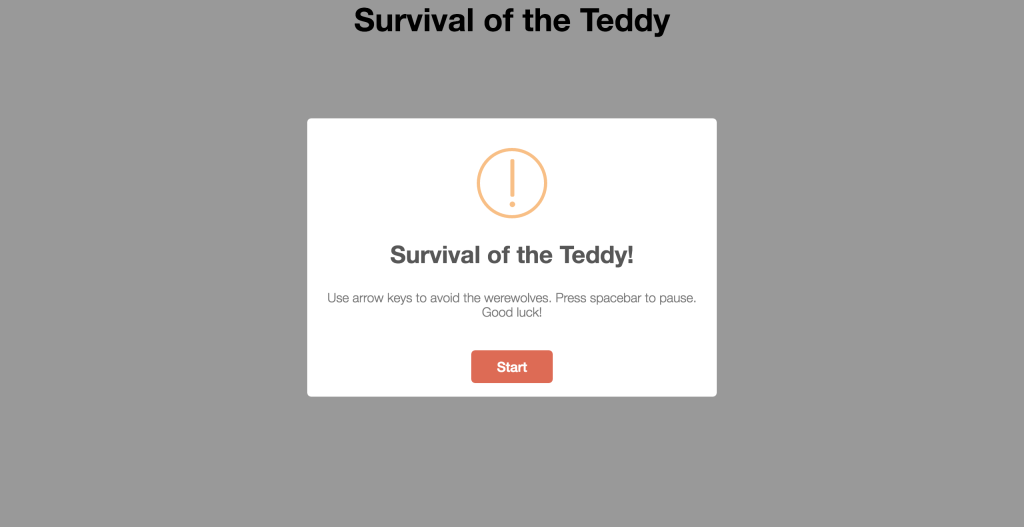 Survival of the Teddy
Survival of the Teddy!
Use arrow keys to avoid the werewolves. Press spacebar to pause.
Good luck!
Start